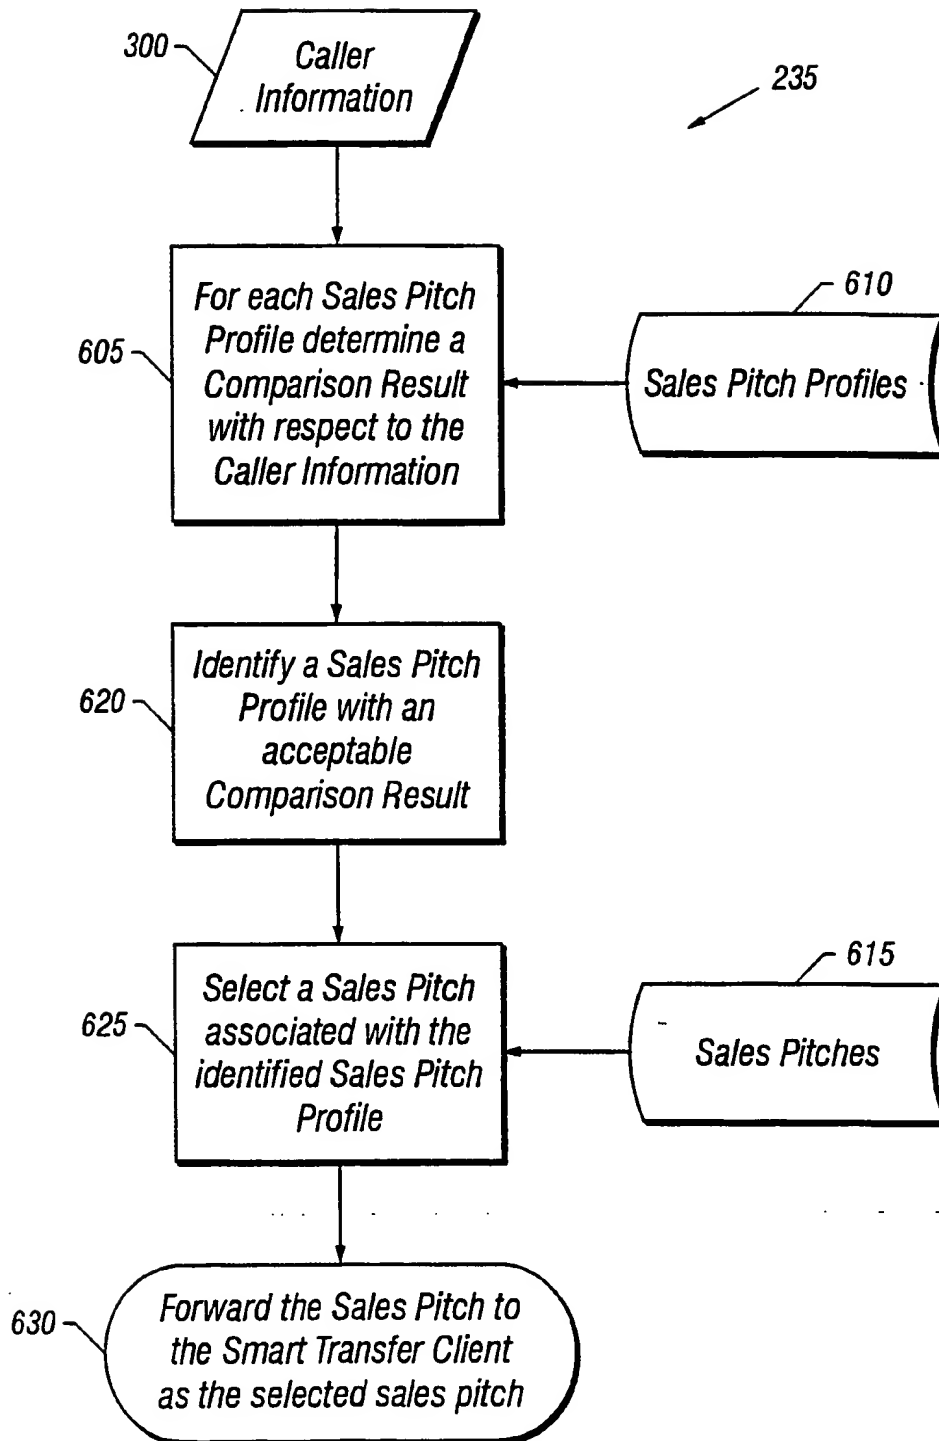 300
Caller
Information
235
For each Sales Pitch
Profile determine a
Comparison Result
with respect to the
Caller Information
605
610
Sales Pitch Profiles
Identify a Sales Pitch
Profile with an
acceptable
Comparison Result
620
Select a Sales Pitch
associated with the
identified Sales Pitch
Profile
625
615
Sales Pitches
Forward the Sales Pitch to
the Smart Transfer Client
as the selected sales pitch
630